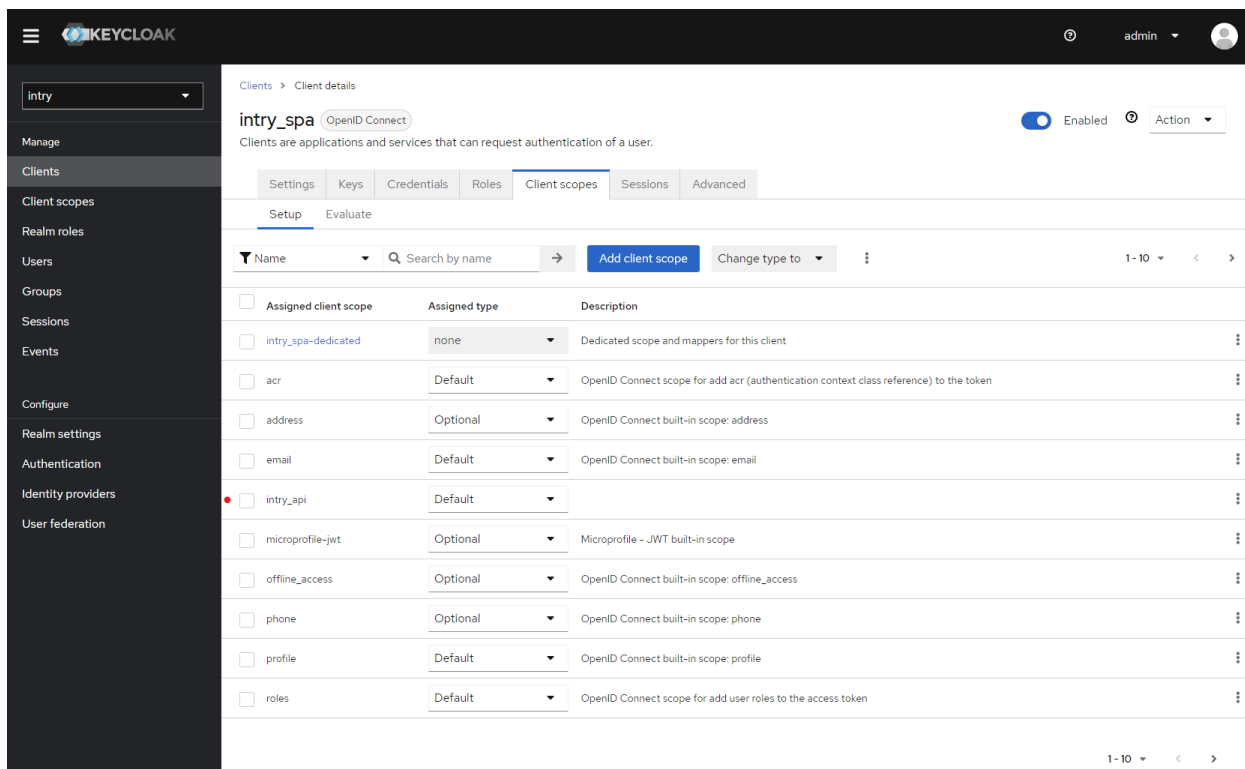 KEYCLOAK
admin
intry
Manage
Clients
Client scopes
Realm roles
Users
Groups
Sessions
Events
Configure
Realm settings
Authentication
Identity providers
User federation
Clients > Client details
intry_spa OpenID Connect
Enabled
Action
Clients are applications and services that can request authentication of a user.
Settings Keys Credentials Roles Client scopes Sessions Advanced
Setup Evaluate
Name Search by name Add client scope Change type to 1 - 10
Assigned client scope Assigned type Description
intry_spa-dedicated none Dedicated scope and mappers for this client
acr Default OpenID Connect scope for add acr (authentication context class reference) to the token
address Optional OpenID Connect built-in scope: address
email Default OpenID Connect built-in scope: email
intry_api Default
microprofile-jwt Optional Microprofile - JWT built-in scope
offline_access Optional OpenID Connect built-in scope: offline_access
phone Optional OpenID Connect built-in scope: phone
profile Default OpenID Connect built-in scope: profile
roles Default OpenID Connect scope for add user roles to the access token
1 - 10